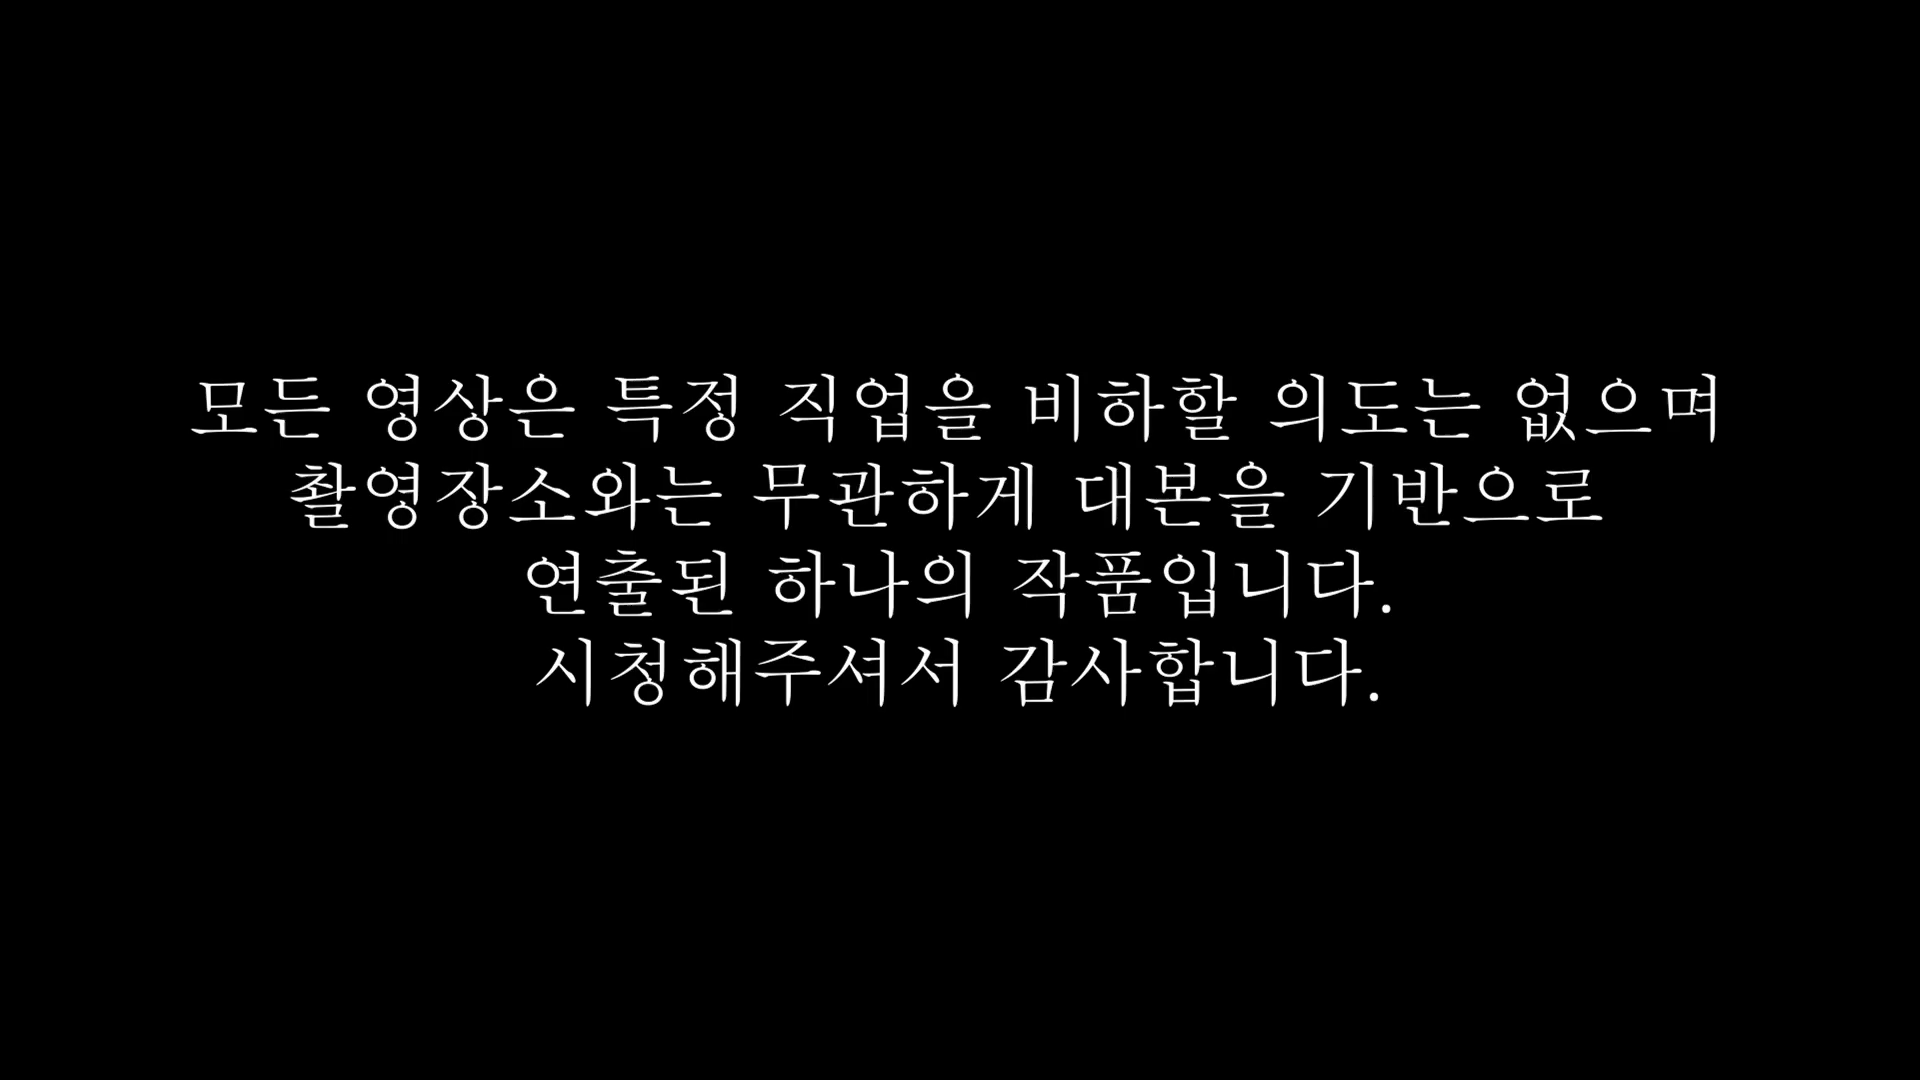 모든 영상은 특정 직업을 비하할 의도는 없으며
촬영장소와는 무관하게 대본을 기반으로
연출된 하나의 작품입니다.
시청해주셔서 감사합니다.